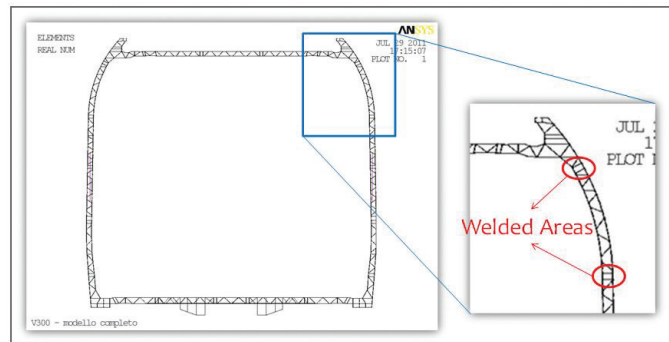 ANSYS
ELEMENTS
REAL NUM
JUL 29 2011
17:15:07
PLOT NO. 1
JUL
1
PLOT
Welded Areas
V300 - modello completo